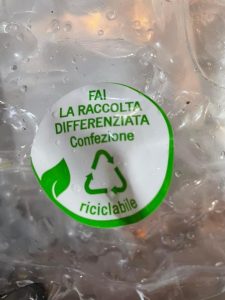 FAI
LA RACCOLTA
DIFFERENZIATA
Confezione
riciclabile